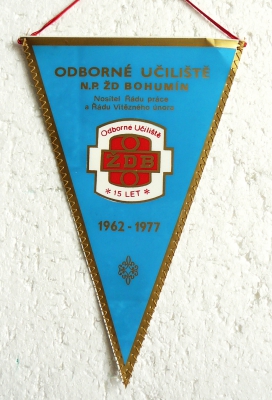 ODBORNÉ UČILIŠTĚ
N.P. ŽD BOHUMÍN
Nositel Řádu práce
a Řádu Vítězného února
Odborné Učiliště
ŽDB
* 15 LET *
1962 - 1977